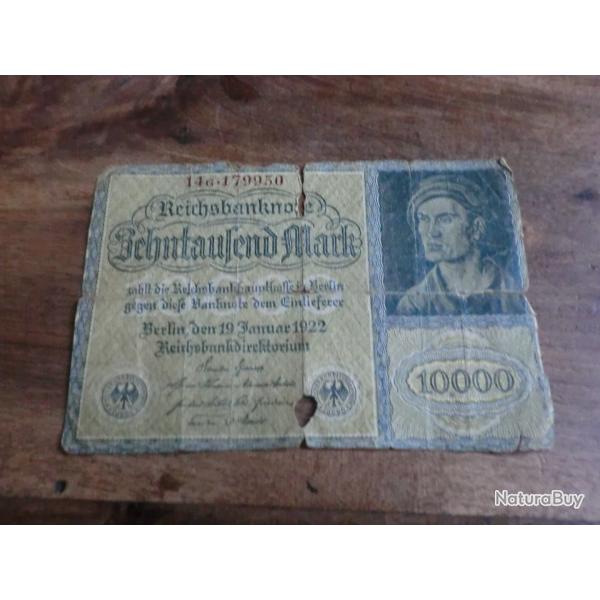 14G·179950
Reichsbanknote
Zehntausend Mark
zahlt die Reichsbankhauptkasse in Berlin
gegen diese Banknote dem Einlieferer
Berlin, den 19 Januar 1922
Reichsbankdirektorium
10000
NaturaBuy